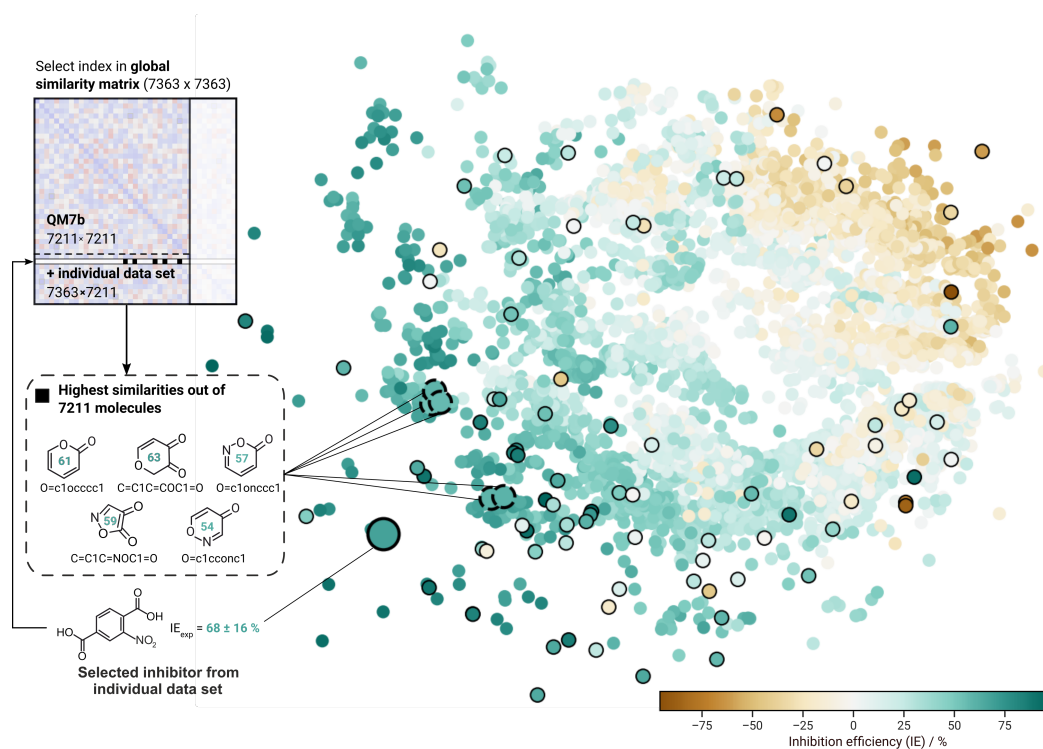 Select index in global
similarity matrix (7363 x 7363)
QM7b
7211×7211
+ individual data set
7363×7211
Highest similarities out of
7211 molecules
O O
61
O=c1occcc1
O O O
63
C=C1C=COC1=O
N O O
57
O=c1onccc1
N O O O
59
C=C1C=NOC1=O
O O N
54
O=c1cconc1
O OH
HO O
NO2
IEexp = 68 ± 16 %
Selected inhibitor from
individual data set
−75 −50 −25 0 25 50 75
Inhibition efficiency (IE) / %